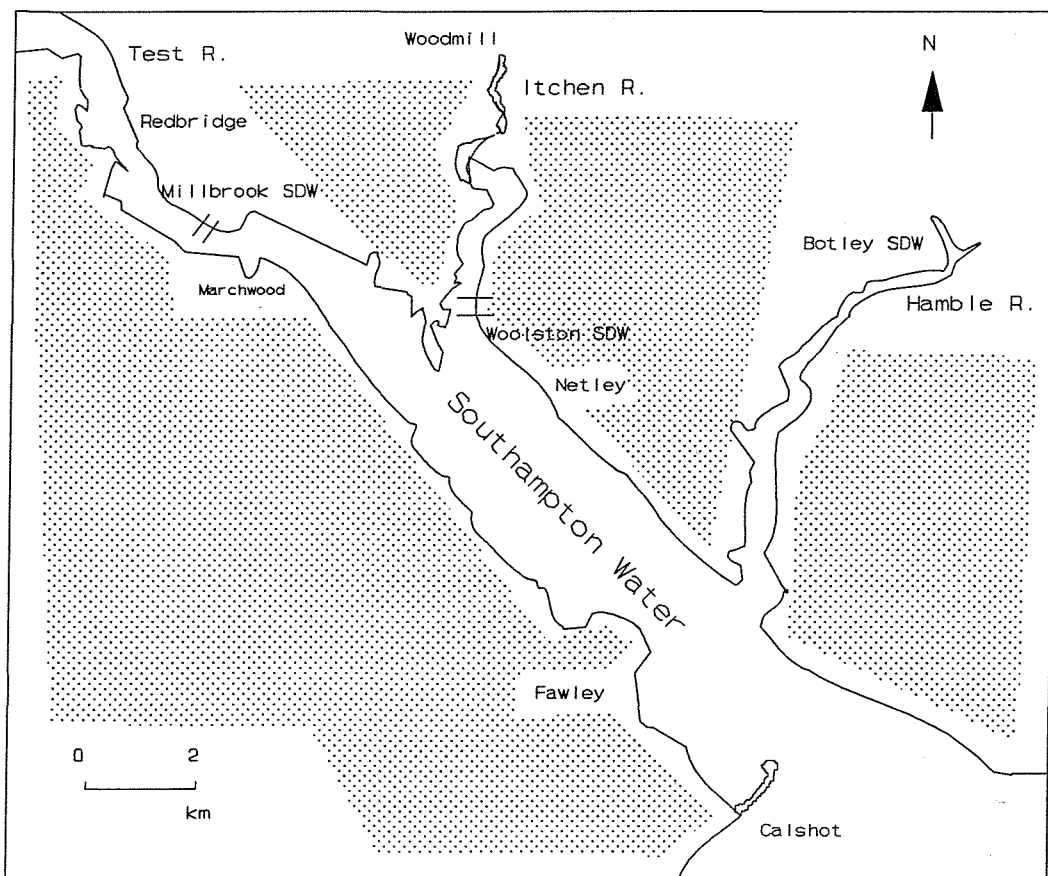 Woodmill
N
Test R.
Itchen R.
Redbridge
Millbrook SDW
Botley SDW
Marchwood
Hamble R.
Woolston SDW
Netley
Southampton Water
Fawley
0 2
km
Calshot